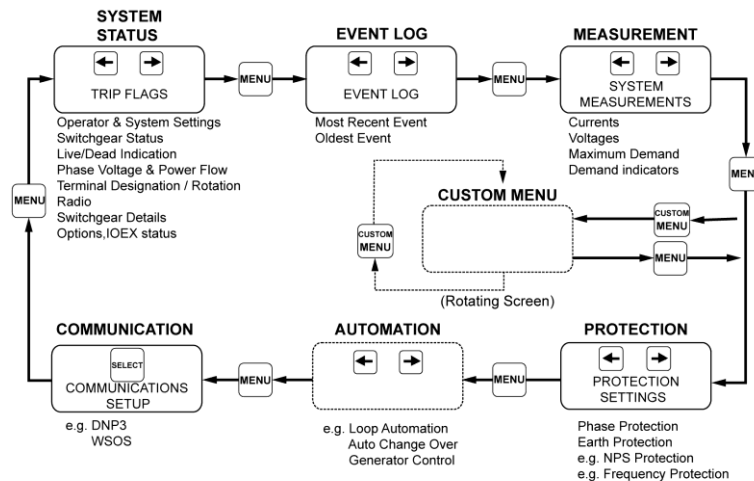 SYSTEM
STATUS
TRIP FLAGS
Operator & System Settings
Switchgear Status
Live/Dead Indication
Phase Voltage & Power Flow
Terminal Designation / Rotation
Radio
Switchgear Details
Options,IOEX status
MENU
EVENT LOG
EVENT LOG
Most Recent Event
Oldest Event
MENU
MEASUREMENT
SYSTEM
MEASUREMENTS
Currents
Voltages
Maximum Demand
Demand indicators
MEN
CUSTOM MENU
CUSTOM
MENU
CUSTOM
MENU
MENU
(Rotating Screen)
PROTECTION
PROTECTION
SETTINGS
Phase Protection
Earth Protection
e.g. NPS Protection
e.g. Frequency Protection
MENU
AUTOMATION
e.g. Loop Automation
Auto Change Over
Generator Control
MENU
COMMUNICATION
SELECT
COMMUNICATIONS
SETUP
e.g. DNP3
WSOS
MENU